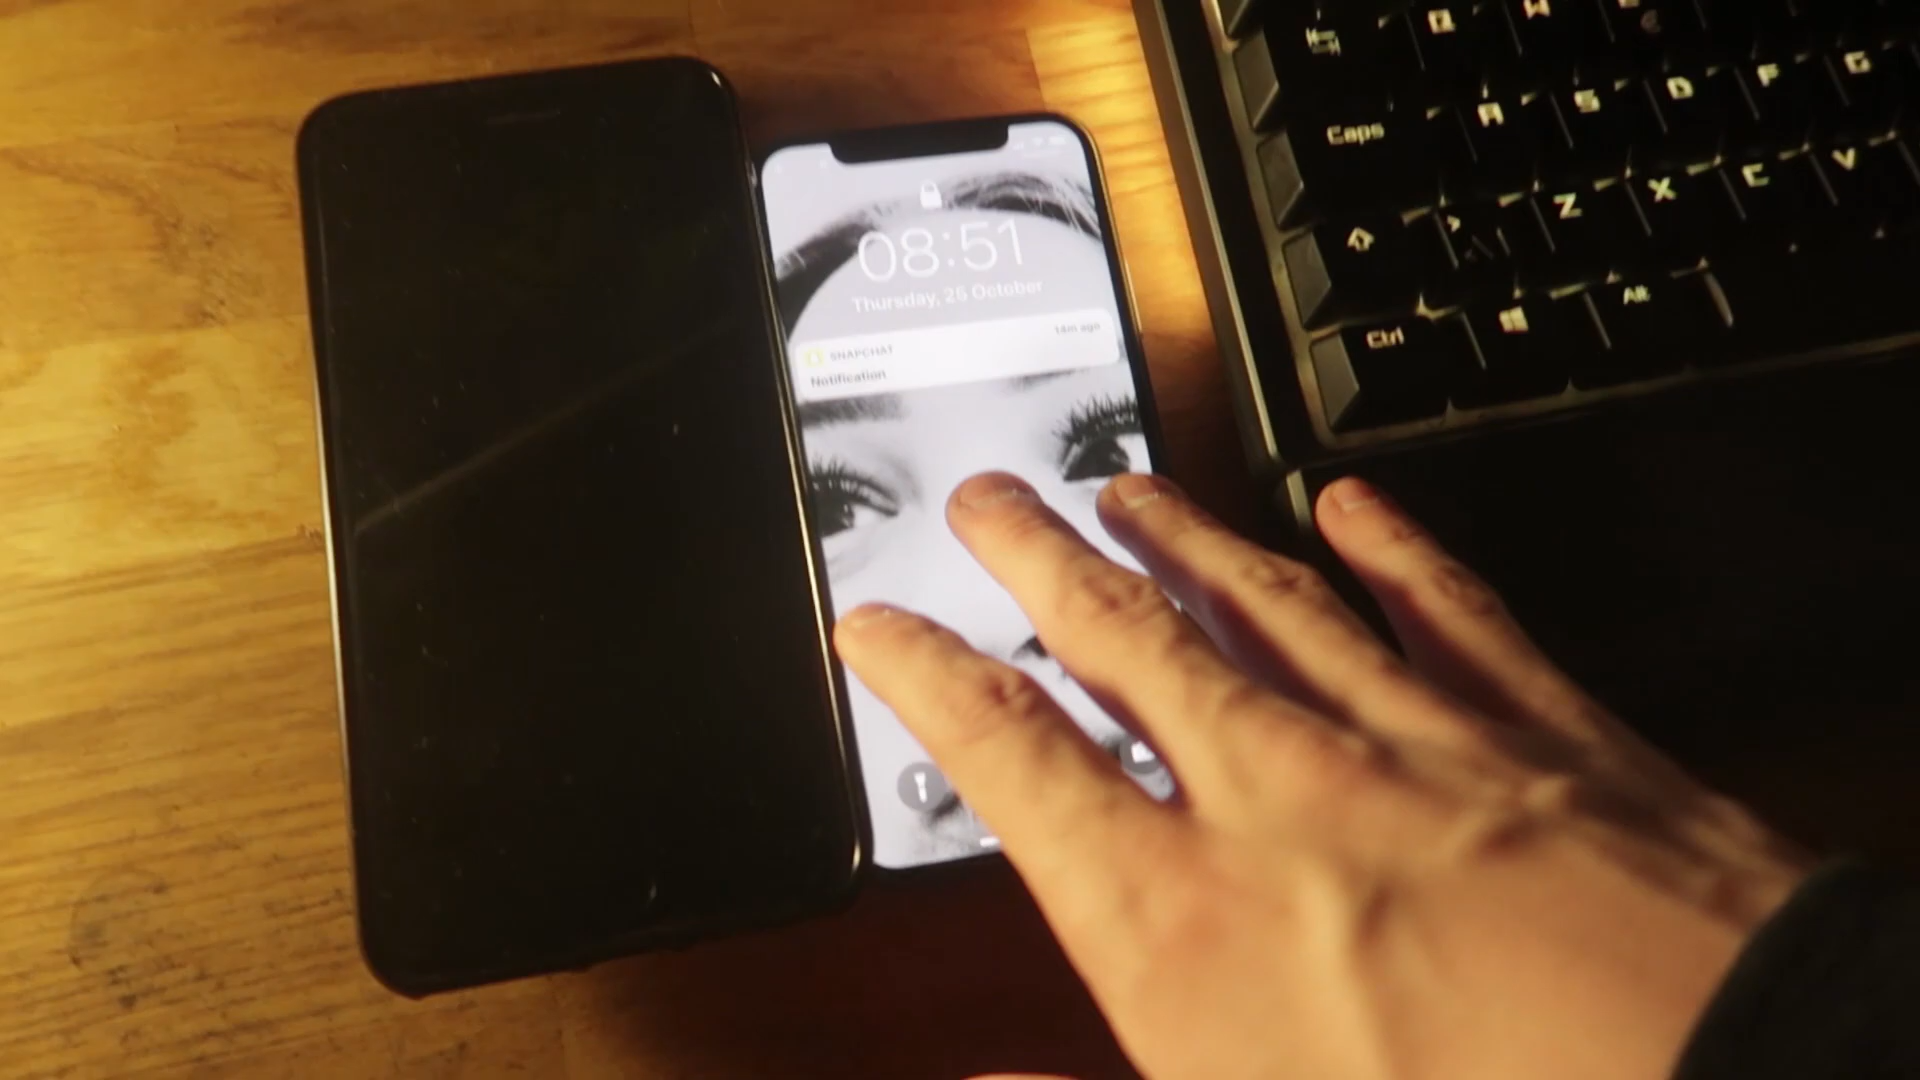 08:51
Thursday, 25 October
SNAPCHAT
14m ago
Notification
Q W E
€
Caps A S D F G
> Z X C V
Ctrl Alt